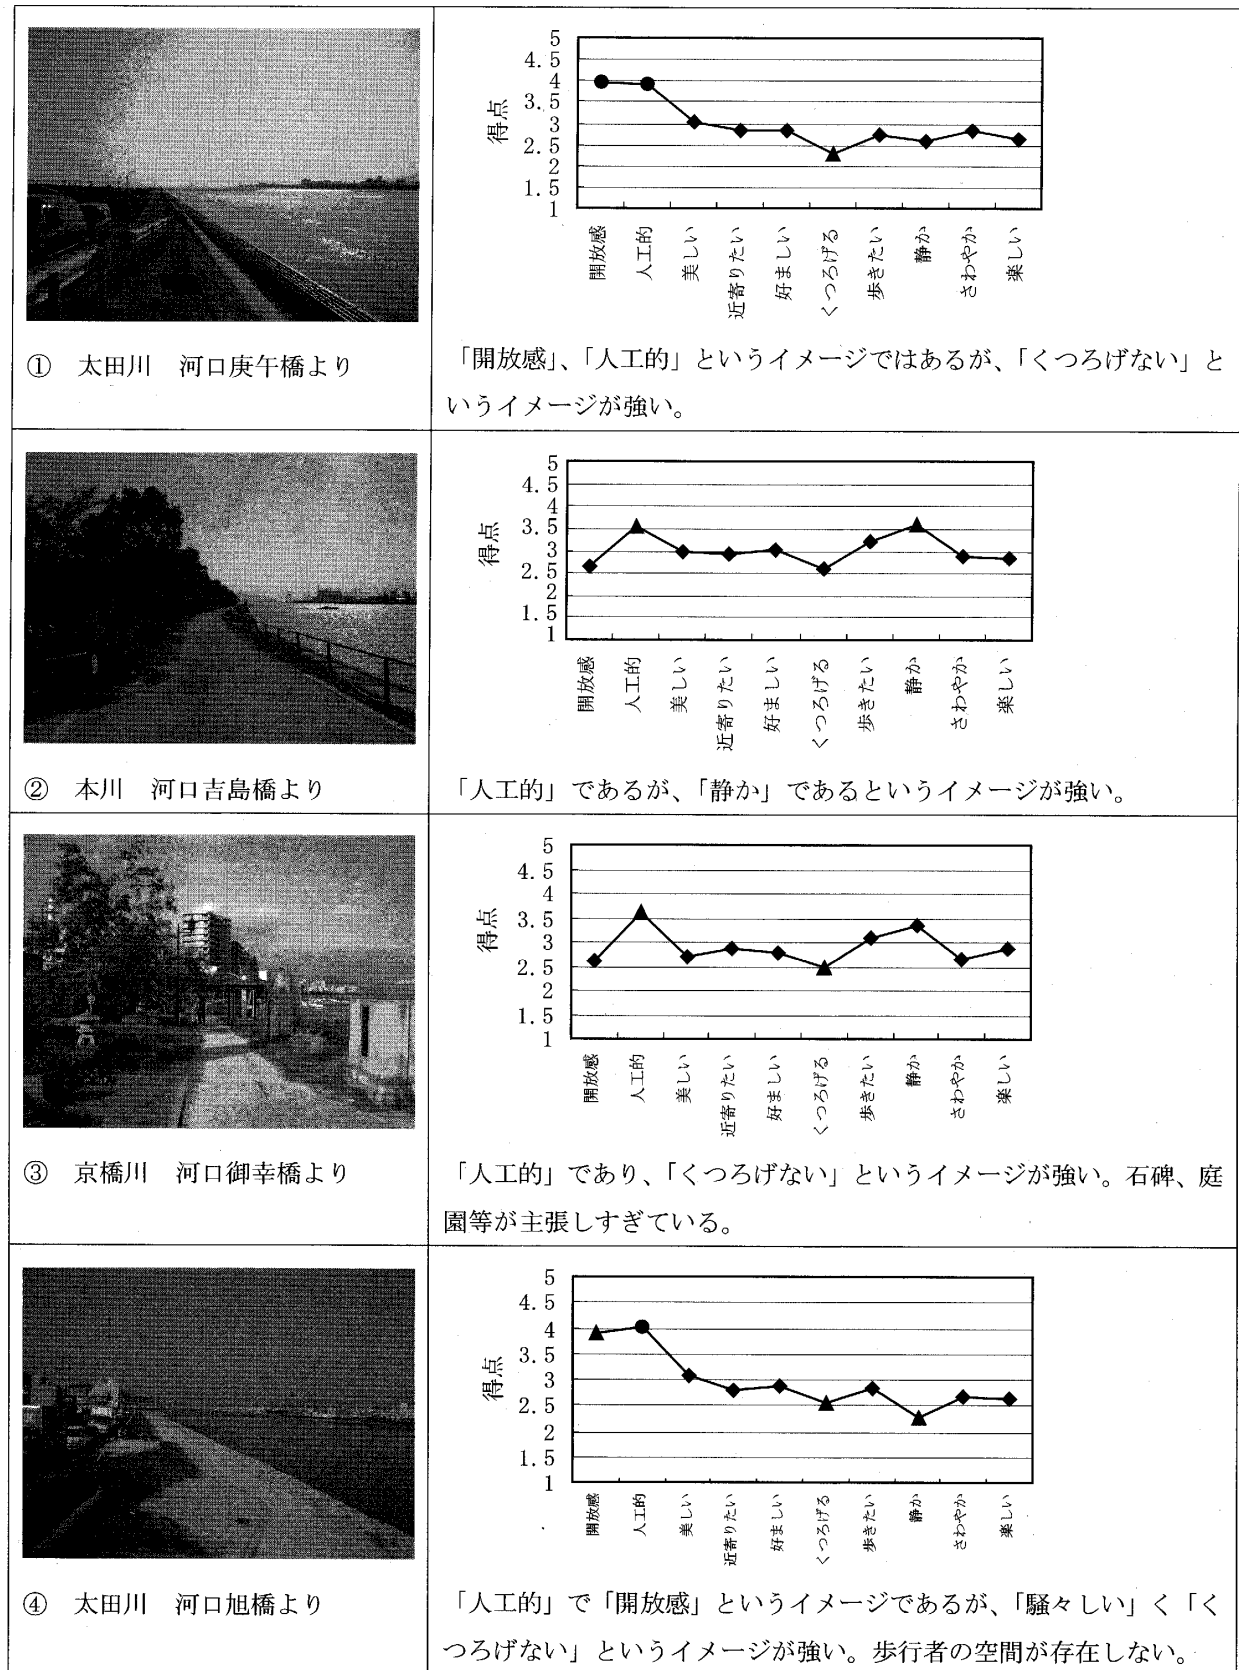 5
4.5
4
3.5
3
2.5
2
1.5
1
得点
開放感
人工的
美しい
近寄りたい
好ましい
くつろげる
歩きたい
静か
さわやか
楽しい
① 太田川 河口庚午橋より
「開放感」、「人工的」というイメージではあるが、「くつろげない」と
いうイメージが強い。
5
4.5
4
3.5
3
2.5
2
1.5
1
得点
開放感
人工的
美しい
近寄りたい
好ましい
くつろげる
歩きたい
静か
さわやか
楽しい
② 本川 河口吉島橋より
「人工的」であるが、「静か」であるというイメージが強い。
5
4.5
4
3.5
3
2.5
2
1.5
1
得点
開放感
人工的
美しい
近寄りたい
好ましい
くつろげる
歩きたい
静か
さわやか
楽しい
③ 京橋川 河口御幸橋より
「人工的」であり、「くつろげない」というイメージが強い。石碑、庭
園等が主張しすぎている。
5
4.5
4
3.5
3
2.5
2
1.5
1
得点
開放感
人工的
美しい
近寄りたい
好ましい
くつろげる
歩きたい
静か
さわやか
楽しい
④ 太田川 河口旭橋より
「人工的」で「開放感」というイメージであるが、「騒々しい」く「く
つろげない」というイメージが強い。歩行者の空間が存在しない。